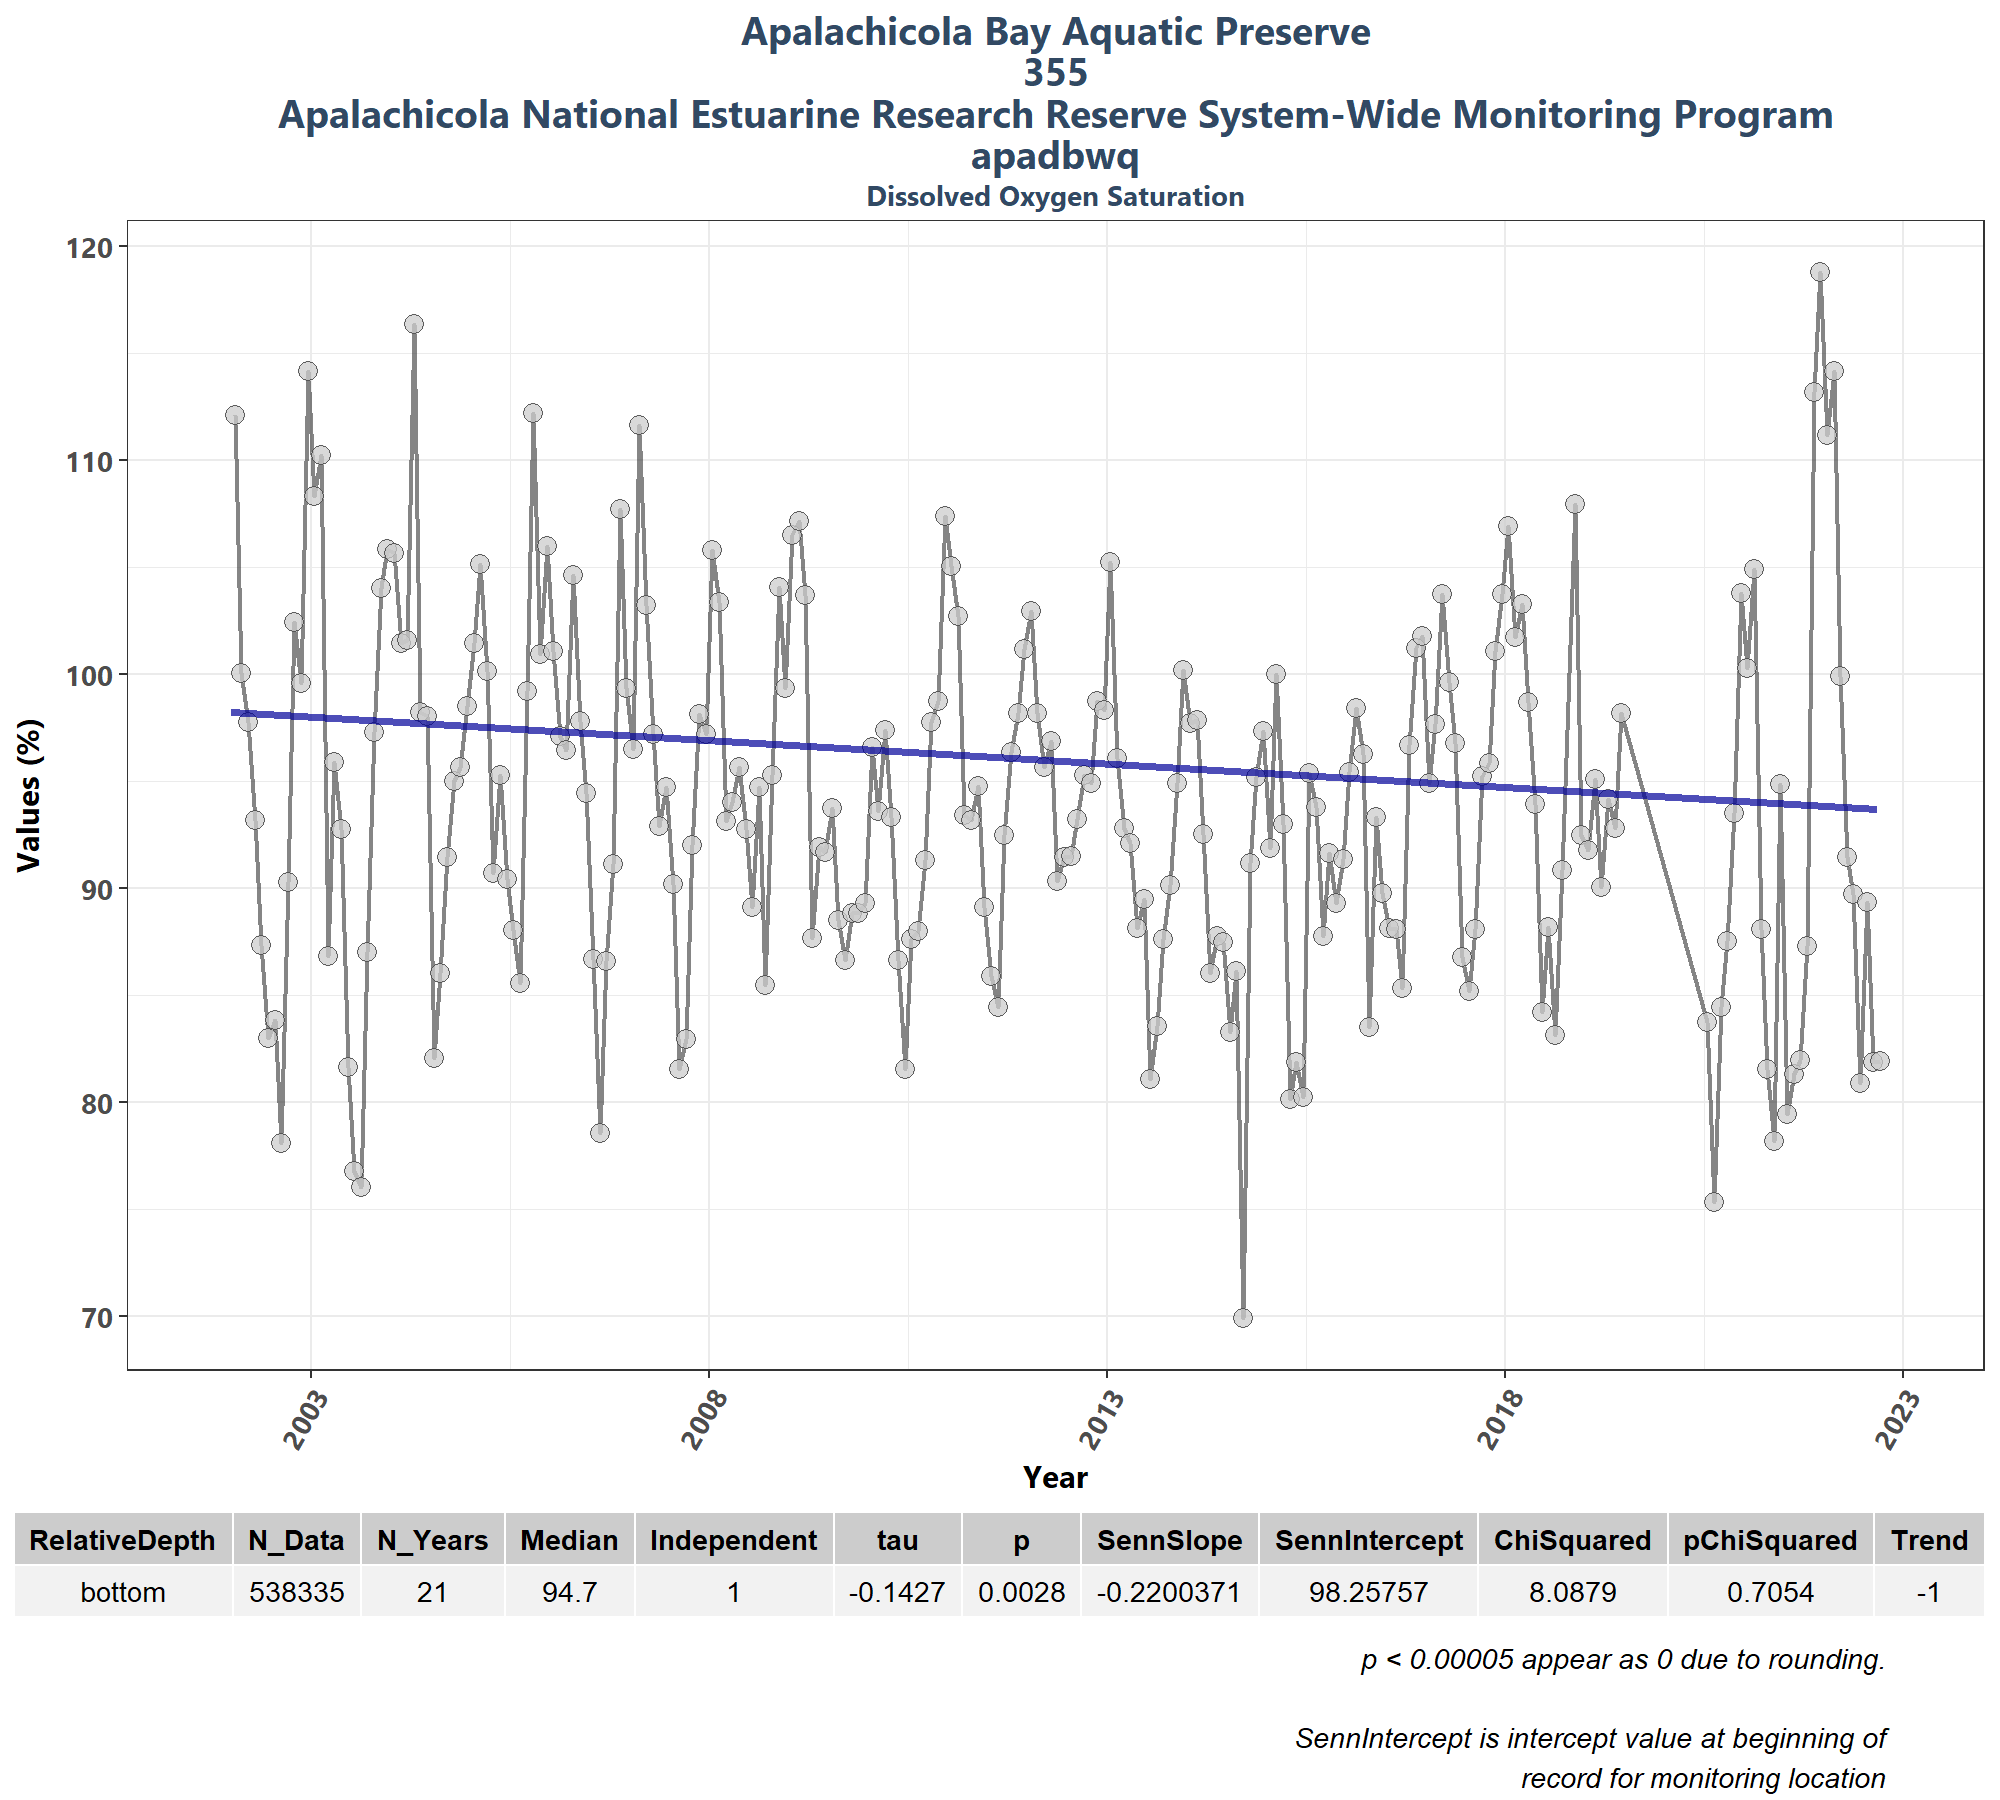 Apalachicola Bay Aquatic Preserve
355
Apalachicola National Estuarine Research Reserve System-Wide Monitoring Program
apadbwq
Dissolved Oxygen Saturation
120
110
100
90
80
70
Values (%)
2003 2008 2013 2018 2023
Year
RelativeDepth N_Data N_Years Median Independent tau p SennSlope SennIntercept ChiSquared pChiSquared Trend
bottom 538335 21 94.7 1 -0.1427 0.0028 -0.2200371 98.25757 8.0879 0.7054 -1
p < 0.00005 appear as 0 due to rounding.
SennIntercept is intercept value at beginning of
record for monitoring location